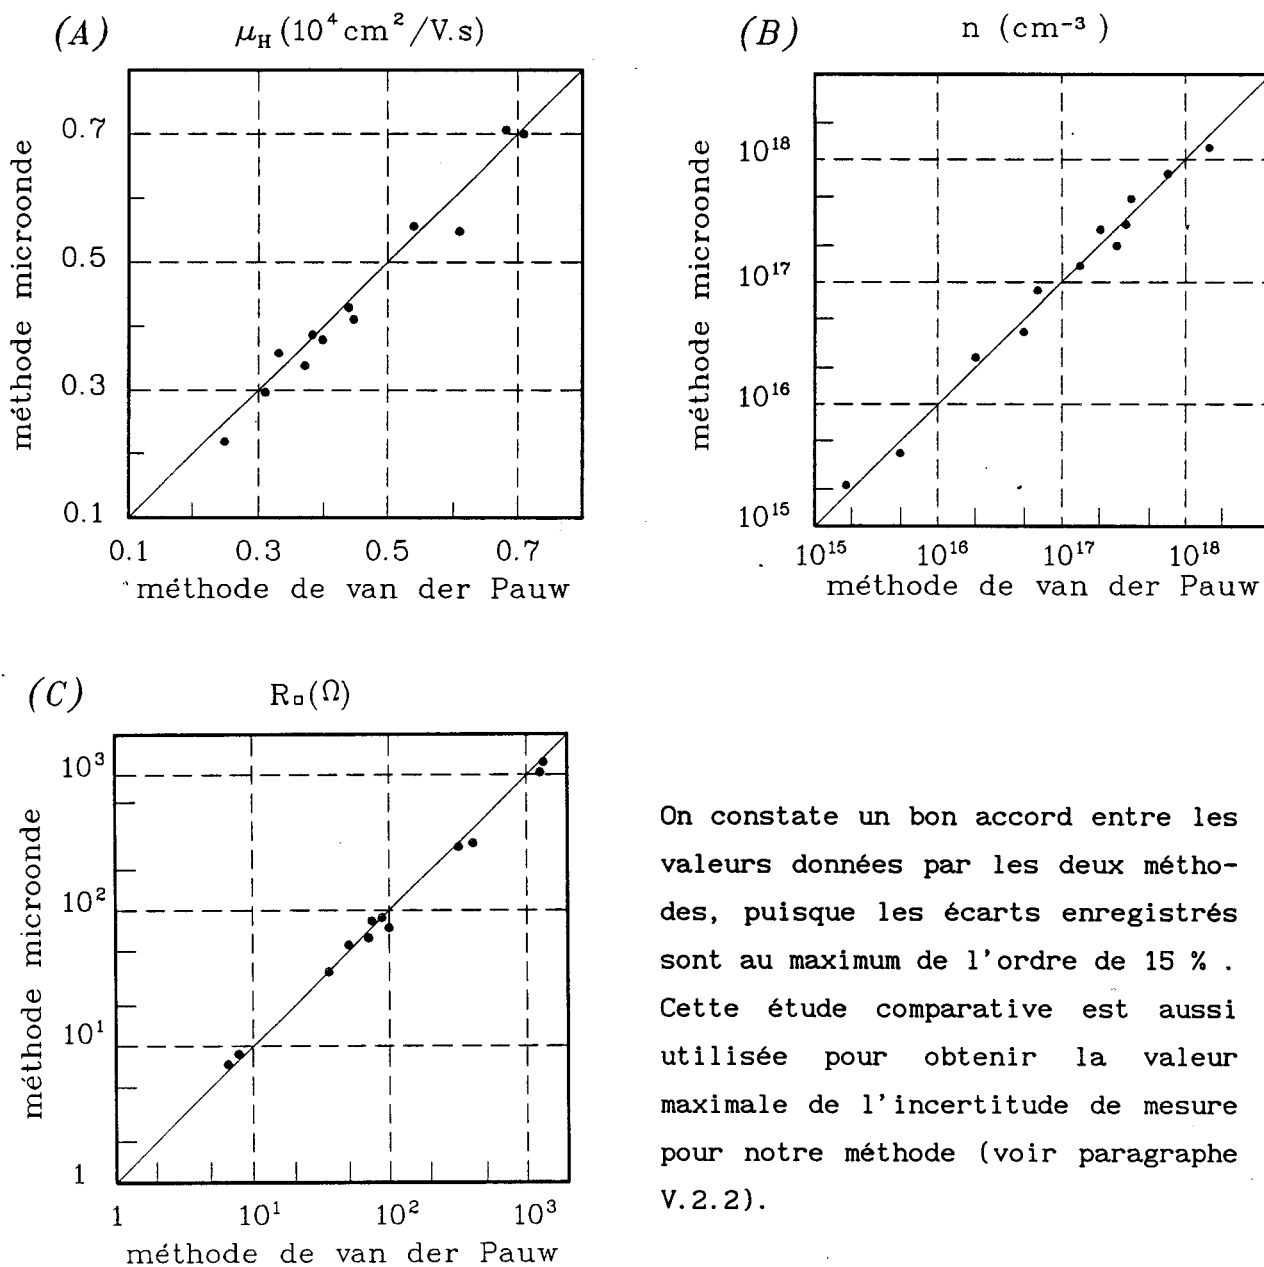 (A)
μH (10⁴ cm²/V.s)
méthode microonde
0.7
0.5
0.3
0.1
0.1 0.3 0.5 0.7
méthode de van der Pauw
(B)
n (cm⁻³)
méthode microonde
10¹⁸
10¹⁷
10¹⁶
10¹⁵
10¹⁵ 10¹⁶ 10¹⁷ 10¹⁸
méthode de van der Pauw
(C)
R□(Ω)
méthode microonde
10³
10²
10¹
1
1 10¹ 10² 10³
méthode de van der Pauw
On constate un bon accord entre les
valeurs données par les deux métho-
des, puisque les écarts enregistrés
sont au maximum de l'ordre de 15 % .
Cette étude comparative est aussi
utilisée pour obtenir la valeur
maximale de l'incertitude de mesure
pour notre méthode (voir paragraphe
V.2.2).